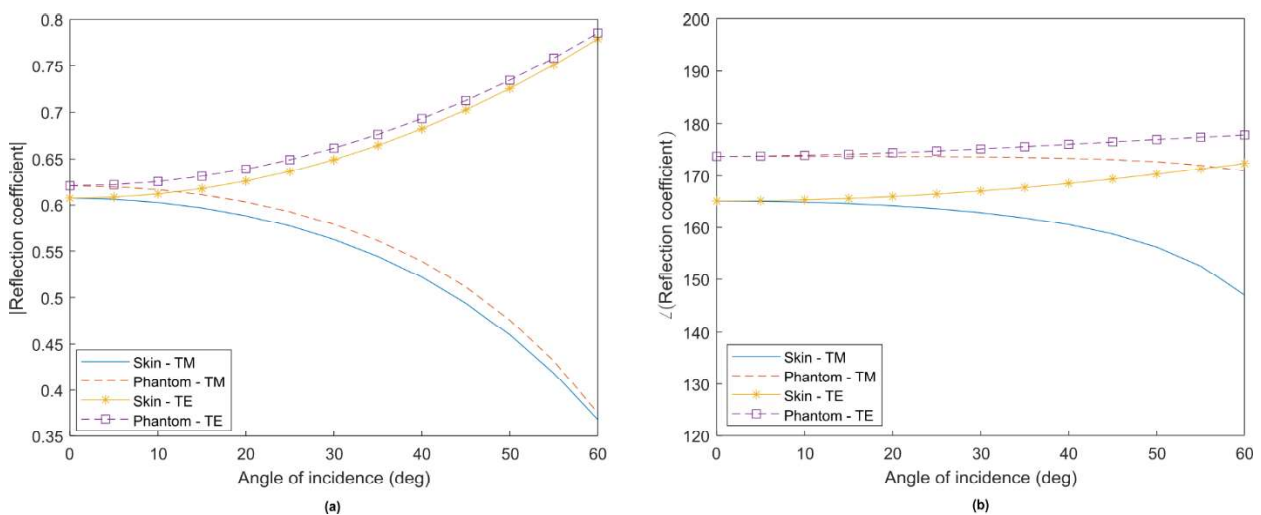 0.8
0.75
0.7
0.65
0.6
0.55
0.5
0.45
0.4
0.35
|Reflection coefficient|
Skin - TM
Phantom - TM
Skin - TE
Phantom - TE
0 10 20 30 40 50 60
Angle of incidence (deg)
(a)
200
190
180
170
160
150
140
130
120
∠(Reflection coefficient)
Skin - TM
Phantom - TM
Skin - TE
Phantom - TE
0 10 20 30 40 50 60
Angle of incidence (deg)
(b)